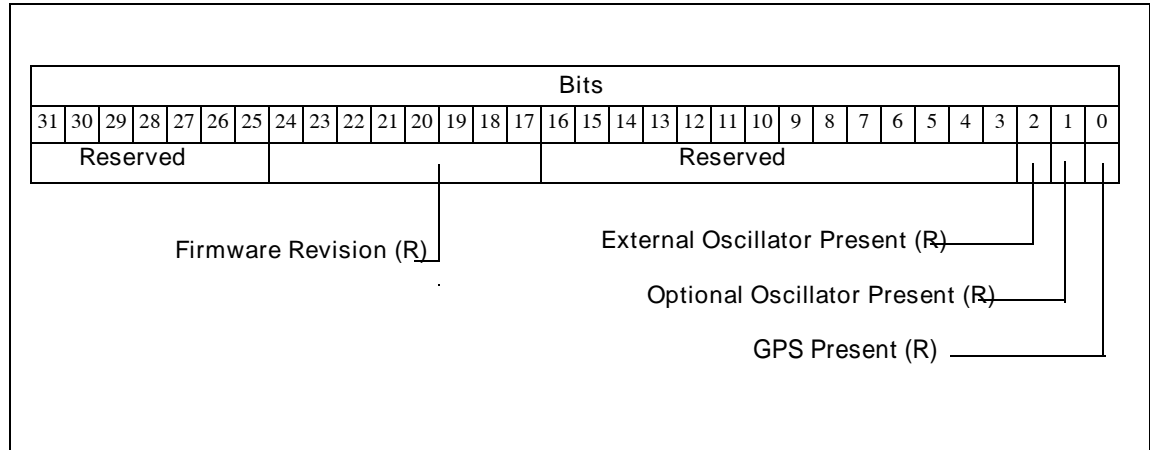 Bits
31 30 29 28 27 26 25 24 23 22 21 20 19 18 17 16 15 14 13 12 11 10 9 8 7 6 5 4 3 2 1 0
Reserved Reserved
Firmware Revision (R)
External Oscillator Present (R)
Optional Oscillator Present (R)
GPS Present (R)